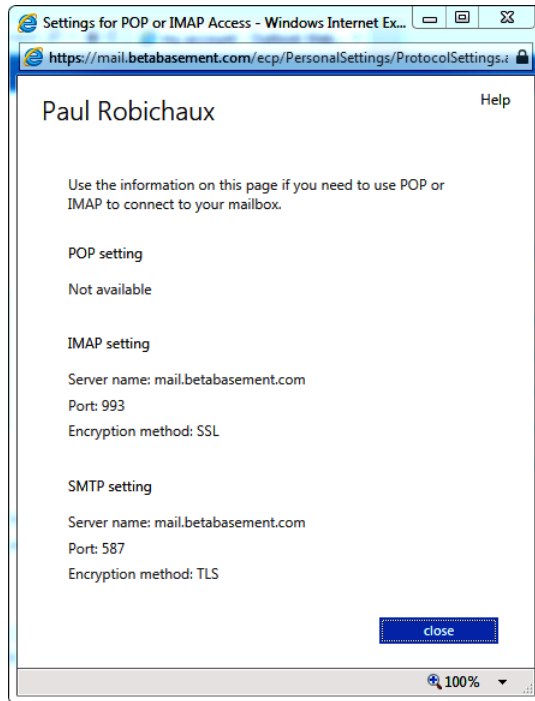 Settings for POP or IMAP Access - Windows Internet Ex...
https://mail.betabasement.com/ecp/PersonalSettings/ProtocolSettings.a
Help
Paul Robichaux
Use the information on this page if you need to use POP or
IMAP to connect to your mailbox.
POP setting
Not available
IMAP setting
Server name: mail.betabasement.com
Port: 993
Encryption method: SSL
SMTP setting
Server name: mail.betabasement.com
Port: 587
Encryption method: TLS
close
100%